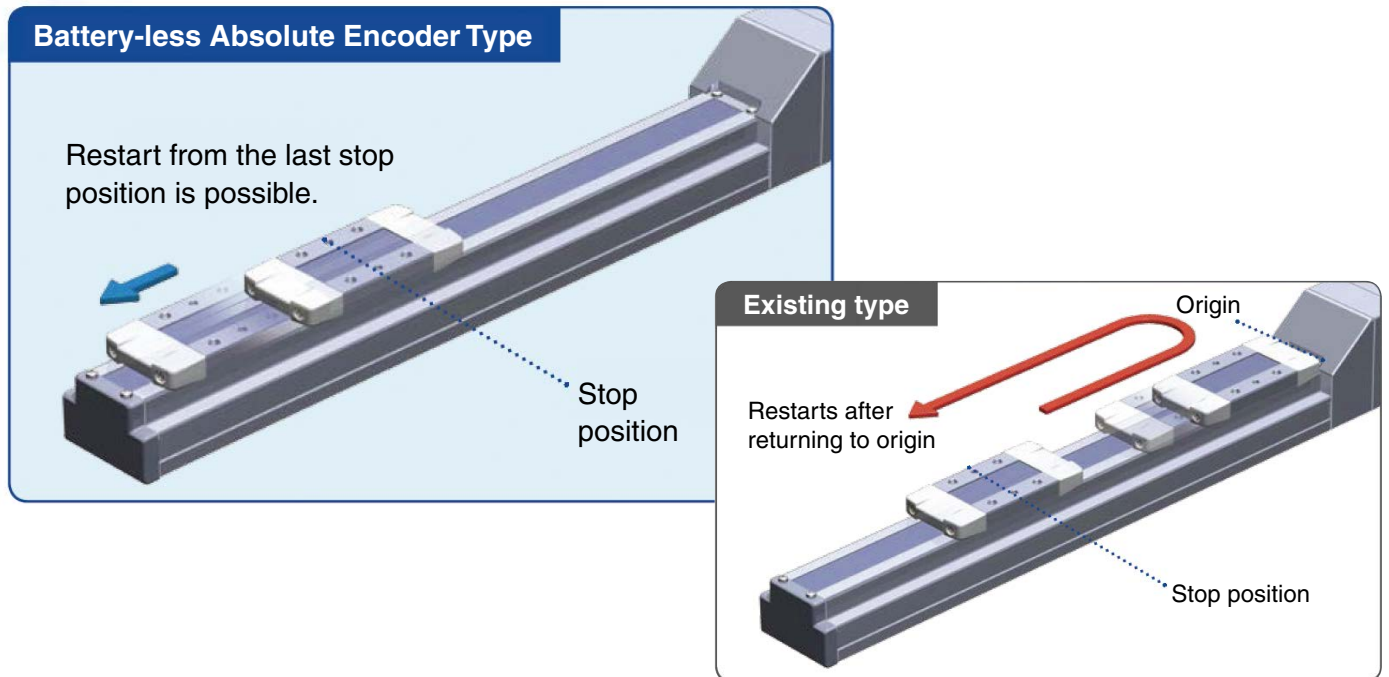 Battery-less Absolute Encoder Type
Restart from the last stop
position is possible.
Stop
position
Existing type
Origin
Restarts after
returning to origin
Stop position